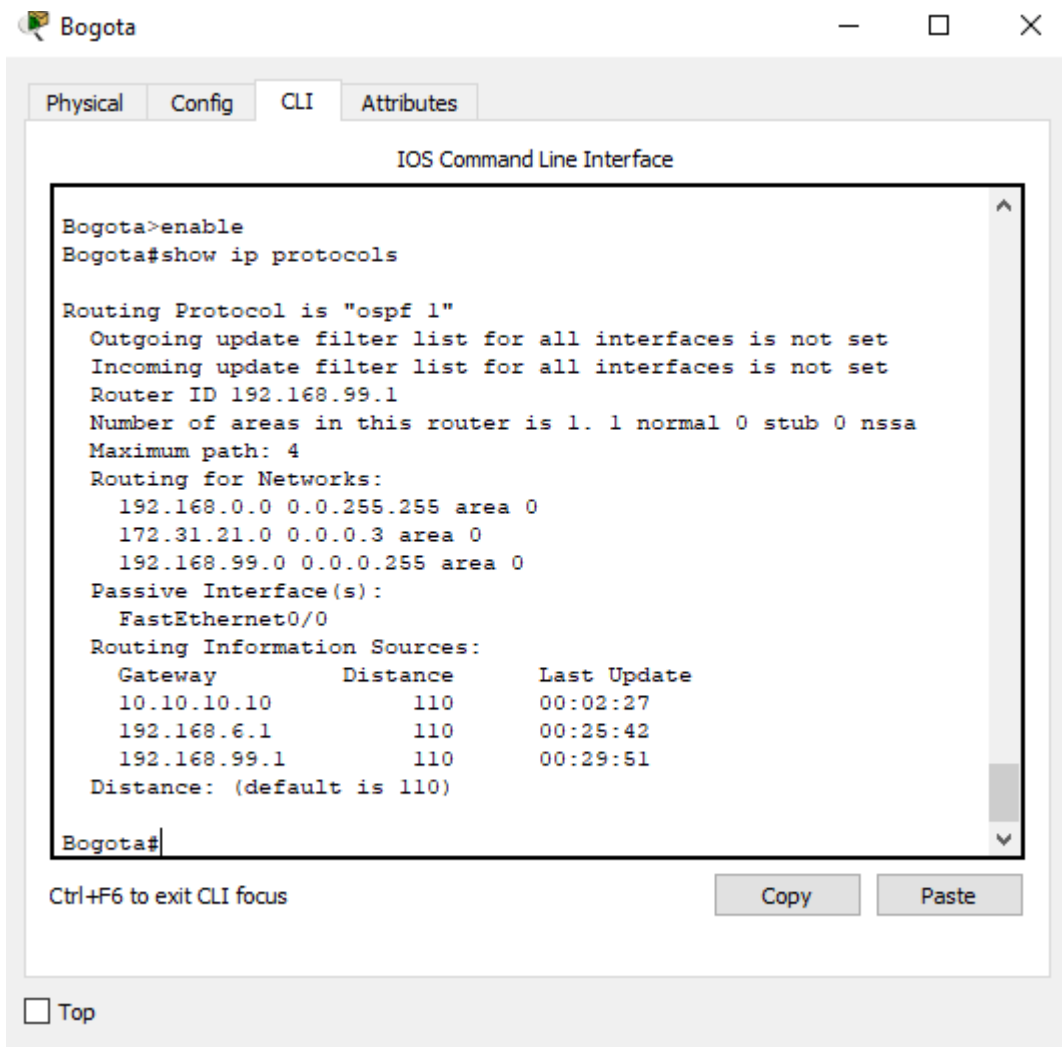 Bogota
Physical Config CLI Attributes
IOS Command Line Interface
Bogota>enable
Bogota#show ip protocols
Routing Protocol is "ospf 1"
Outgoing update filter list for all interfaces is not set
Incoming update filter list for all interfaces is not set
Router ID 192.168.99.1
Number of areas in this router is 1. 1 normal 0 stub 0 nssa
Maximum path: 4
Routing for Networks:
192.168.0.0 0.0.255.255 area 0
172.31.21.0 0.0.0.3 area 0
192.168.99.0 0.0.0.255 area 0
Passive Interface(s):
FastEthernet0/0
Routing Information Sources:
Gateway Distance Last Update
10.10.10.10 110 00:02:27
192.168.6.1 110 00:25:42
192.168.99.1 110 00:29:51
Distance: (default is 110)
Bogota#
Ctrl+F6 to exit CLI focus Copy Paste
Top